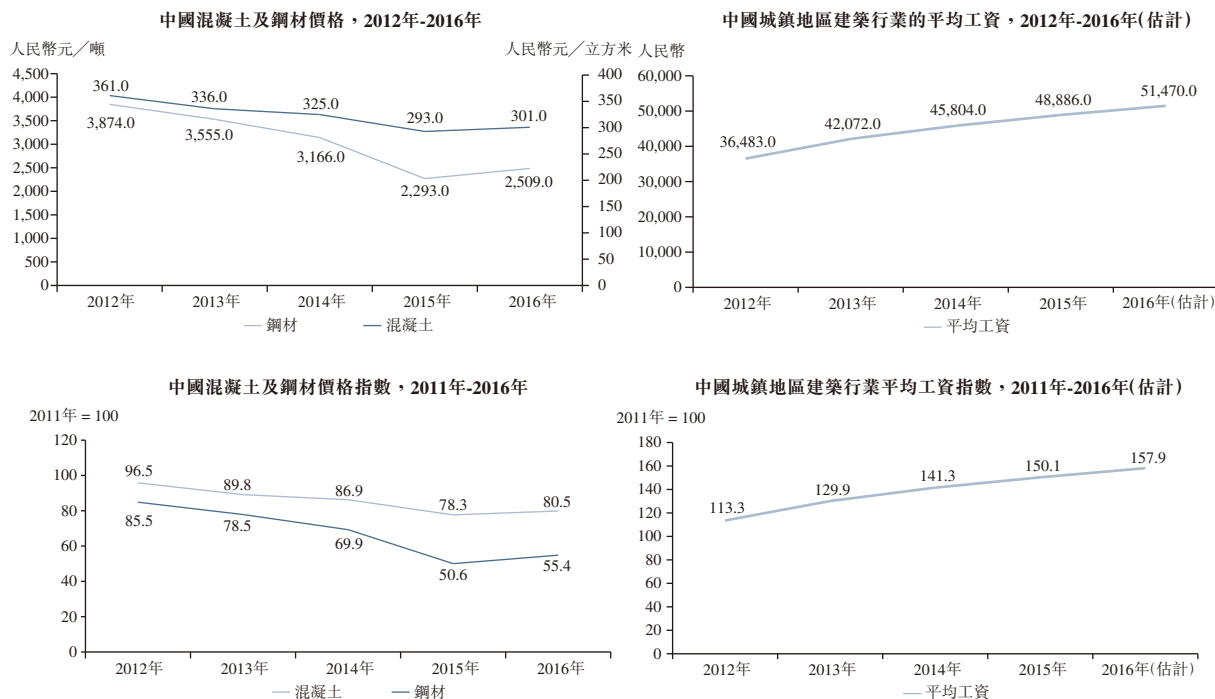 中國混凝土及鋼材價格，2012年-2016年
人民幣元／噸
人民幣元／立方米
4,500
4,000
3,500
3,000
2,500
2,000
1,500
1,000
500
0
400
350
300
250
200
150
100
50
0
361.0
336.0
325.0
293.0
301.0
3,874.0
3,555.0
3,166.0
2,293.0
2,509.0
2012年
2013年
2014年
2015年
2016年
鋼材
混凝土
中國城鎮地區建築行業的平均工資，2012年-2016年(估計)
人民幣
60,000
50,000
40,000
30,000
20,000
10,000
0
36,483.0
42,072.0
45,804.0
48,886.0
51,470.0
2012年
2013年
2014年
2015年
2016年(估計)
平均工資
中國混凝土及鋼材價格指數，2011年-2016年
2011年 = 100
120
100
80
60
40
20
0
96.5
89.8
86.9
78.3
80.5
85.5
78.5
69.9
50.6
55.4
2012年
2013年
2014年
2015年
2016年
混凝土
鋼材
中國城鎮地區建築行業平均工資指數，2011年-2016年(估計)
2011年 = 100
180
160
140
120
100
80
60
40
20
0
113.3
129.9
141.3
150.1
157.9
2012年
2013年
2014年
2015年
2016年(估計)
平均工資